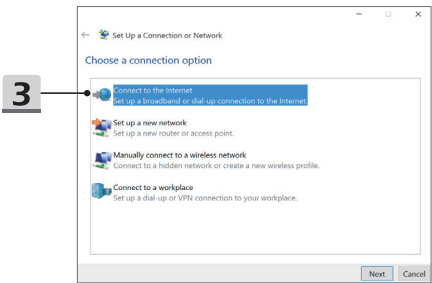 Set Up a Connection or Network
Choose a connection option
3
Connect to the Internet
Set up a broadband or dial-up connection to the Internet.
Set up a new network
Set up a new router or access point.
Manually connect to a wireless network
Connect to a hidden network or create a new wireless profile.
Connect to a workplace
Set up a dial-up or VPN connection to your workplace.
Next Cancel